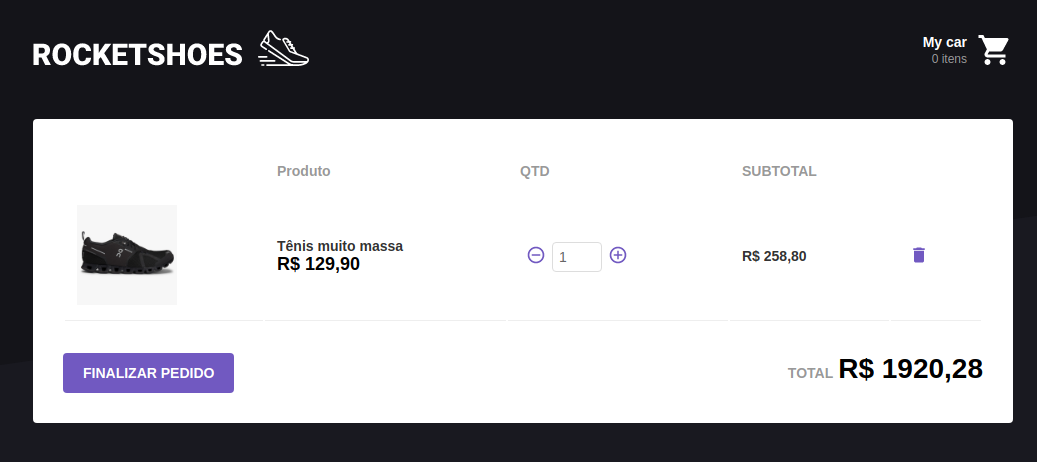 ROCKETSHOES
My car
0 itens
Produto QTD SUBTOTAL
Tênis muito massa
R$ 129,90
1
R$ 258,80
FINALIZAR PEDIDO
TOTAL R$ 1920,28